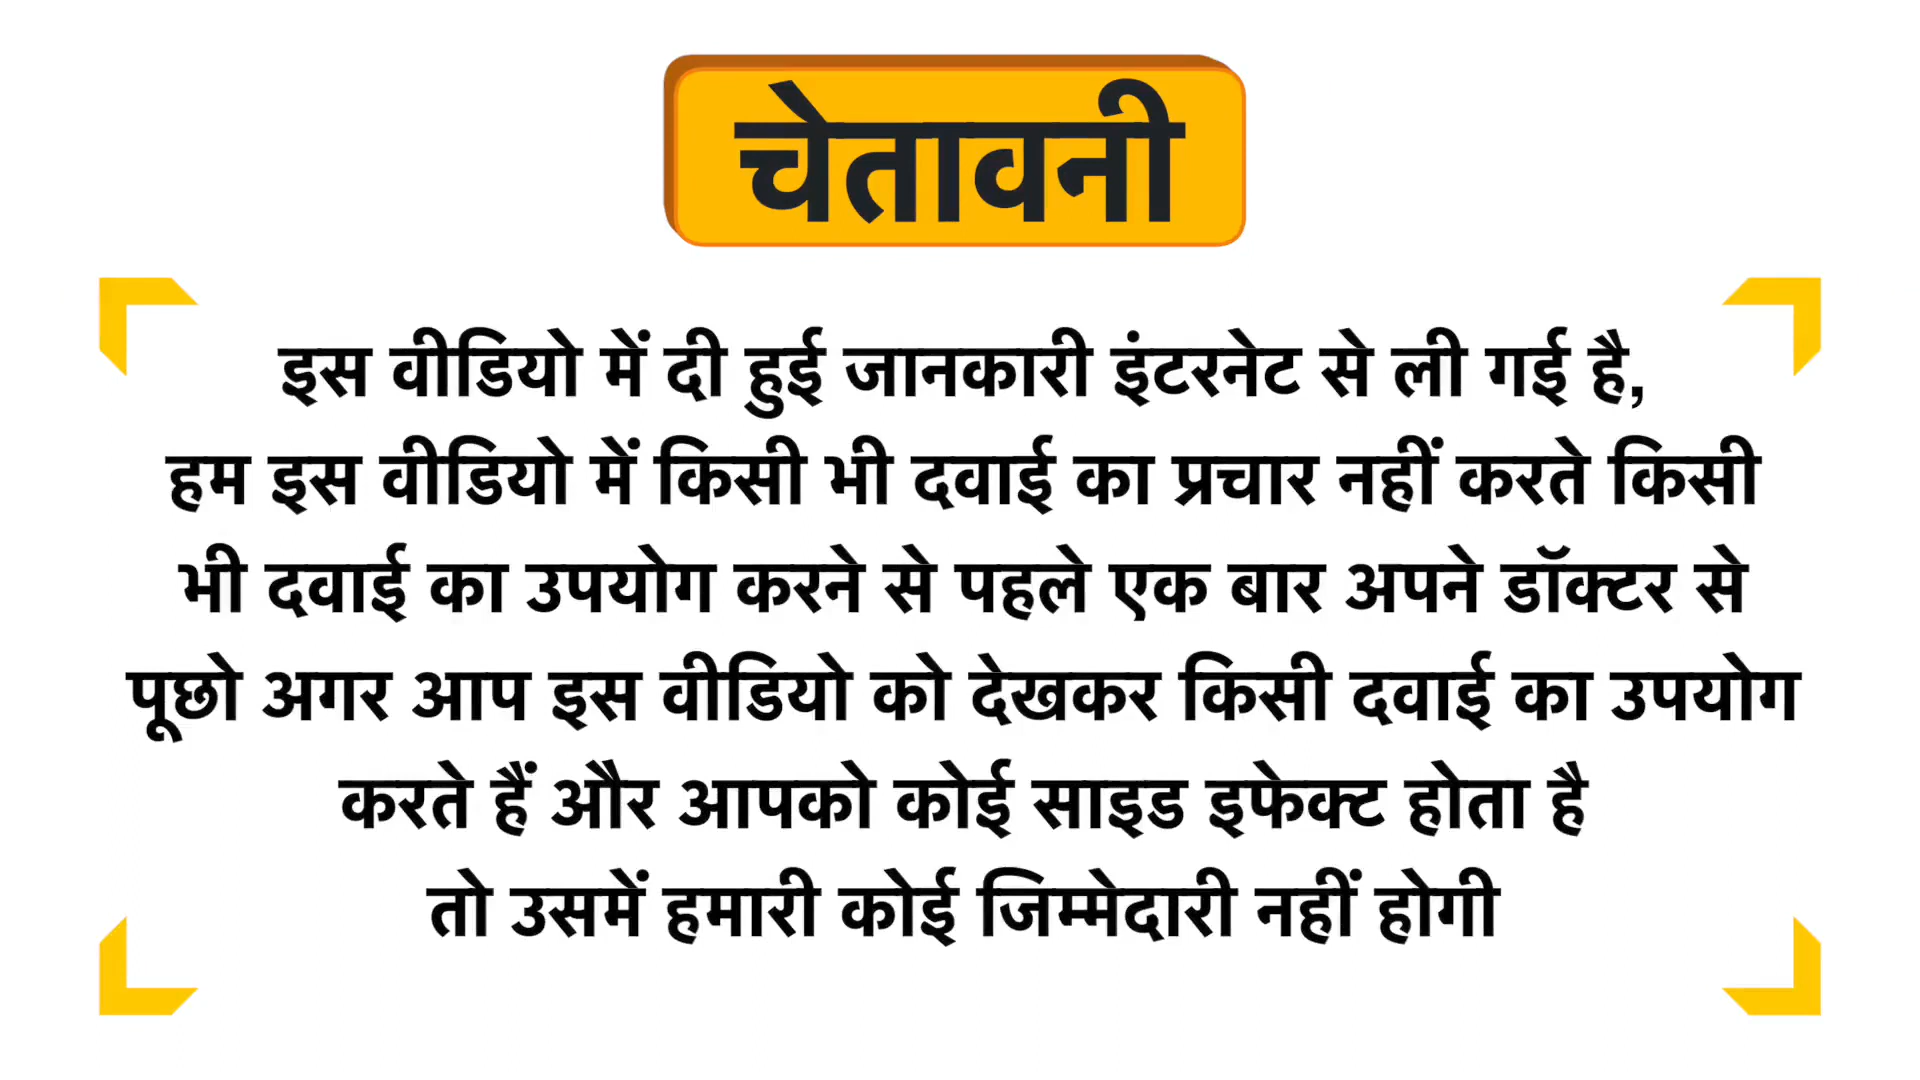 चेतावनी
इस वीडियो में दी हुई जानकारी इंटरनेट से ली गई है,
हम इस वीडियो में किसी भी दवाई का प्रचार नहीं करते किसी
भी दवाई का उपयोग करने से पहले एक बार अपने डॉक्टर से
पूछो अगर आप इस वीडियो को देखकर किसी दवाई का उपयोग
करते हैं और आपको कोई साइड इफेक्ट होता है
तो उसमें हमारी कोई जिम्मेदारी नहीं होगी